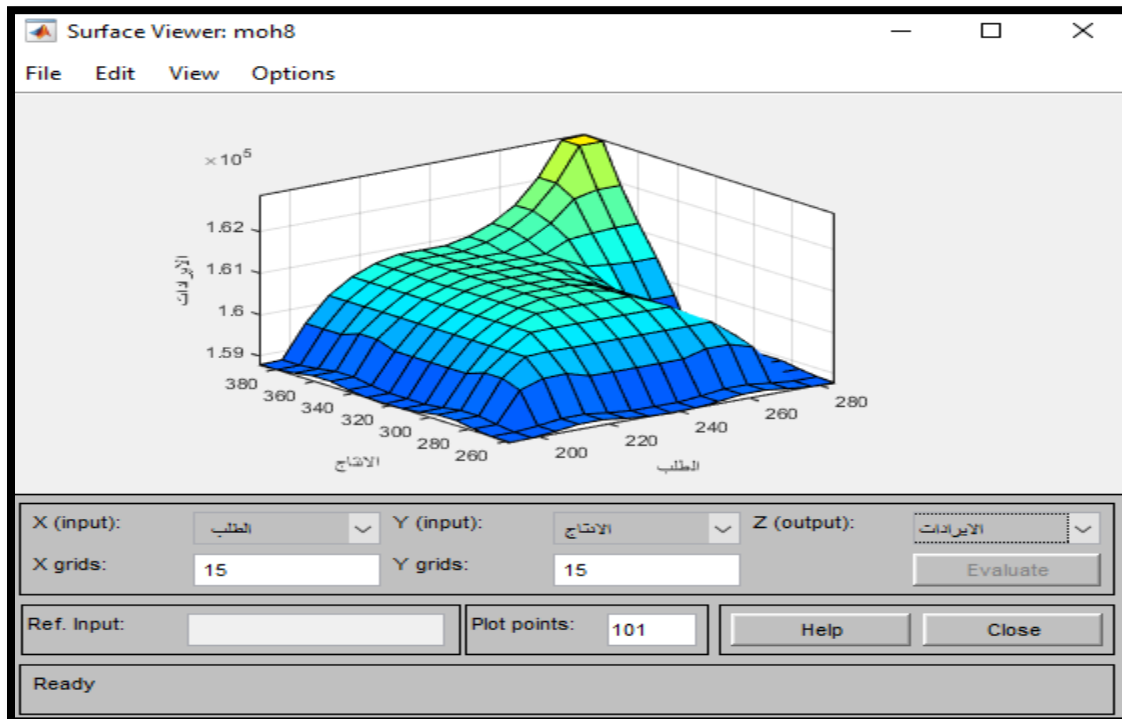 Surface Viewer: moh8
File Edit View Options
×10⁵
1.62
1.61
1.6
1.59
الايرادات
380
360
340
320
300
280
260
الانتاج
200
220
240
260
280
الطلب
X (input): الطلب Y (input): الانتاج Z (output): الايرادات
X grids: 15 Y grids: 15 Evaluate
Ref. Input: Plot points: 101 Help Close
Ready